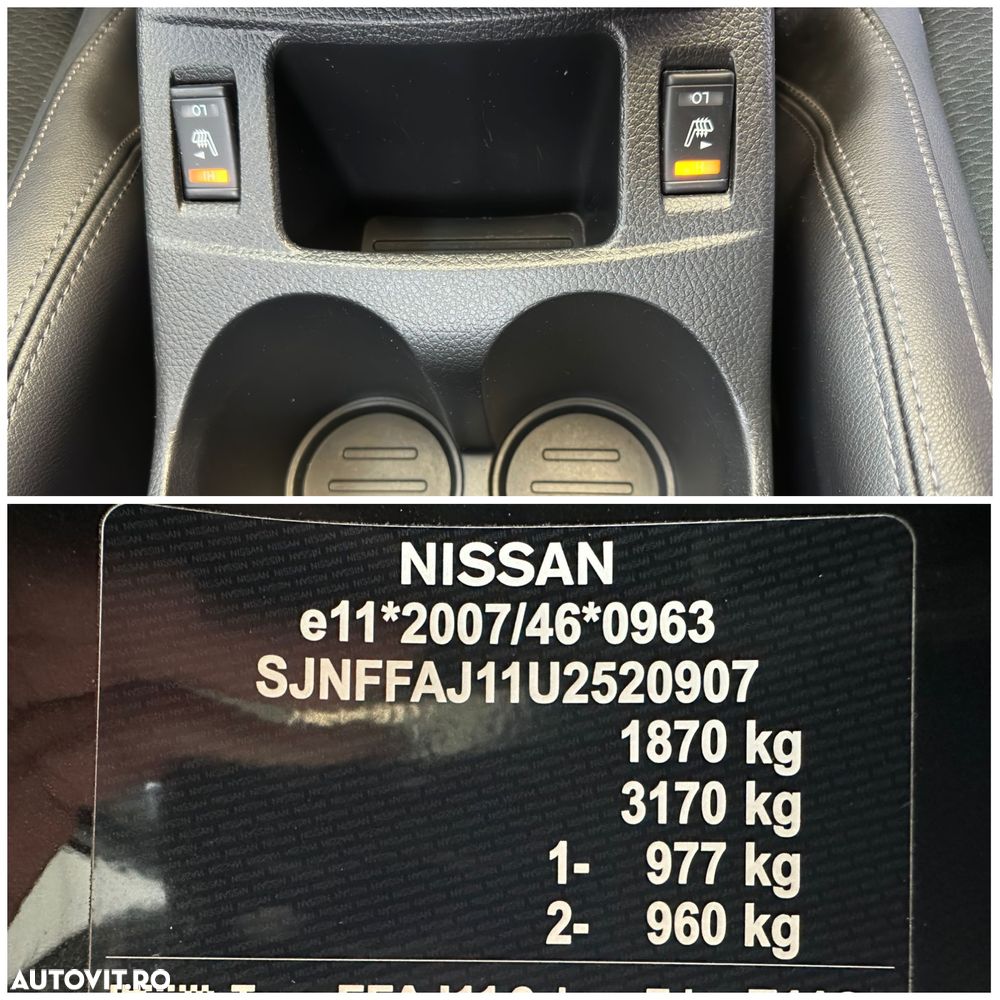 LO
LO
HI
HI
NISSAN
e11*2007/46*0963
SJNFFAJ11U2520907
1870 kg
3170 kg
1- 977 kg
2- 960 kg
AUTOVIT.RO